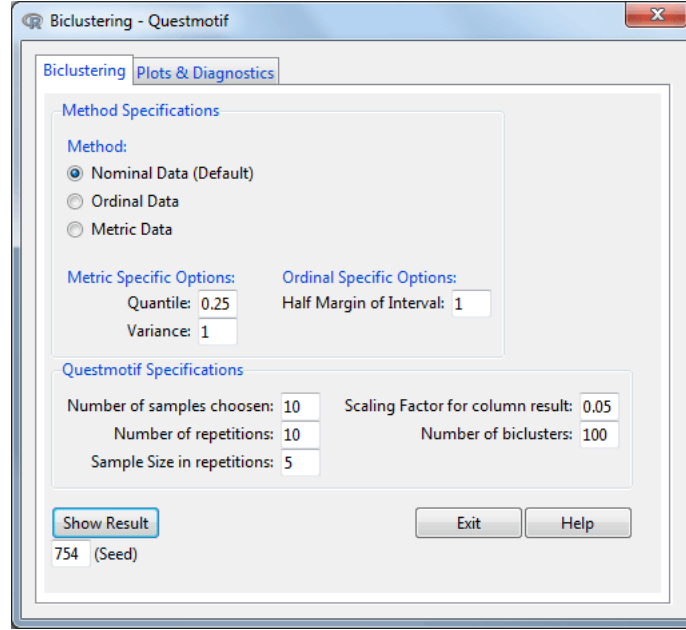 Biclustering - Questmotif
Biclustering Plots & Diagnostics
Method Specifications
Method:
Nominal Data (Default)
Ordinal Data
Metric Data
Metric Specific Options: Ordinal Specific Options:
Quantile: 0.25 Half Margin of Interval: 1
Variance: 1
Questmotif Specifications
Number of samples choosen: 10 Scaling Factor for column result: 0.05
Number of repetitions: 10 Number of biclusters: 100
Sample Size in repetitions: 5
Show Result Exit Help
754 (Seed)